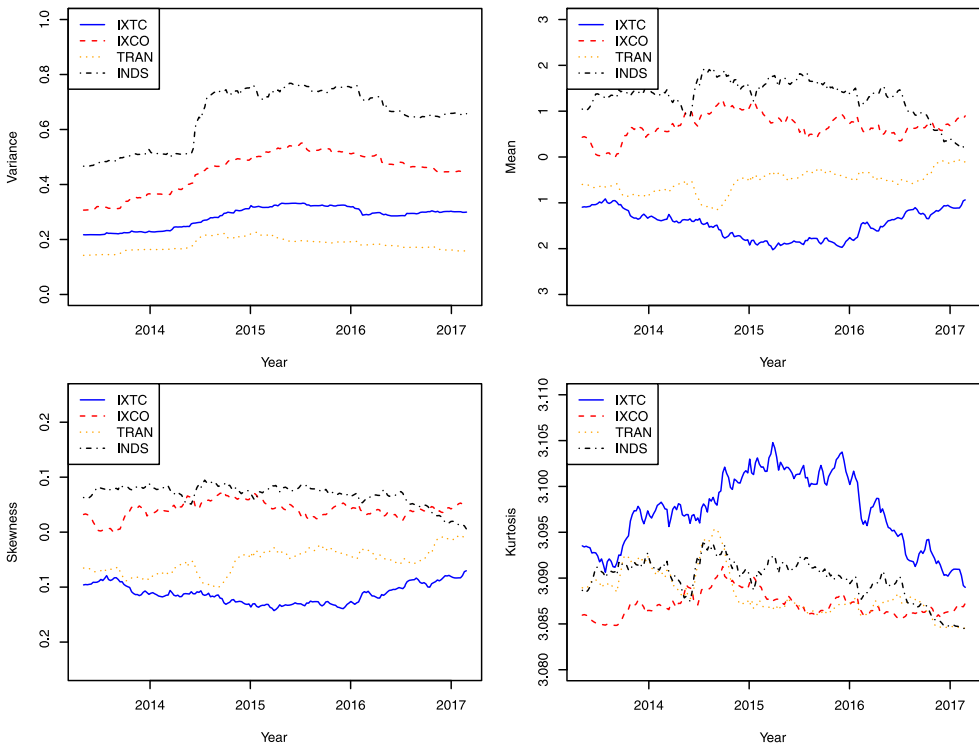 IXTC
IXCO
TRAN
INDS
Variance
1.0
0.8
0.6
0.4
0.2
0.0
2014 2015 2016 2017
Year
IXTC
IXCO
TRAN
INDS
Mean
3
2
1
0
1
2
3
2014 2015 2016 2017
Year
IXTC
IXCO
TRAN
INDS
Skewness
0.2
0.1
0.0
0.1
0.2
2014 2015 2016 2017
Year
IXTC
IXCO
TRAN
INDS
Kurtosis
3.110
3.105
3.100
3.095
3.090
3.085
3.080
2014 2015 2016 2017
Year